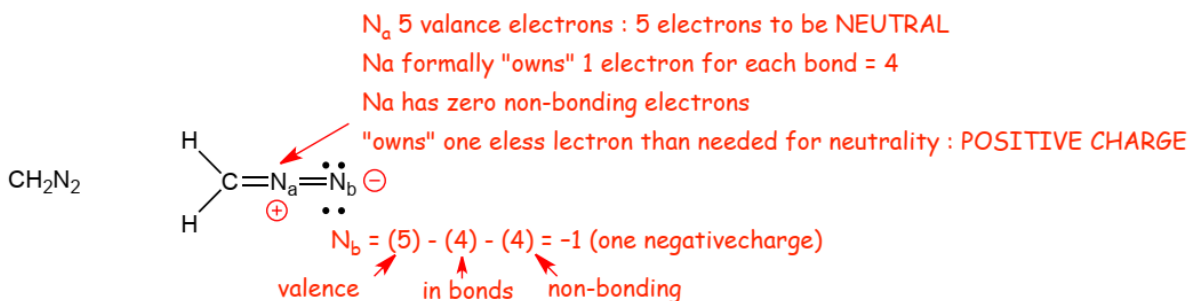 Nₐ 5 valance electrons : 5 electrons to be NEUTRAL
Na formally "owns" 1 electron for each bond = 4
Na has zero non-bonding electrons
"owns" one eless lectron than needed for neutrality : POSITIVE CHARGE
H
CH₂N₂ C=Nₐ=N_b ⊖
⊕
H
N_b = (5) - (4) - (4) = –1 (one negativecharge)
valence in bonds non-bonding